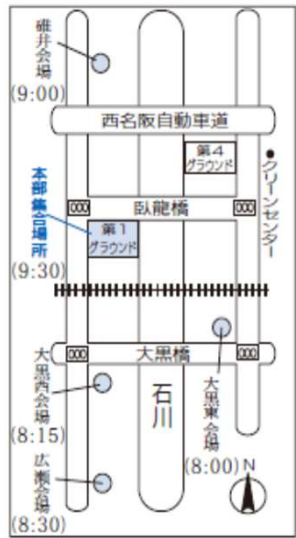 碓井会場
(9:00)
西名阪自動車道
第4
グラウンド
●クリーンセンター
臥龍橋
本部集合場所
(9:30)
第1
グラウンド
大黒橋
大黒西会場
(8:15)
石川
大黒東会場
(8:00)
N
広瀬会場
(8:30)